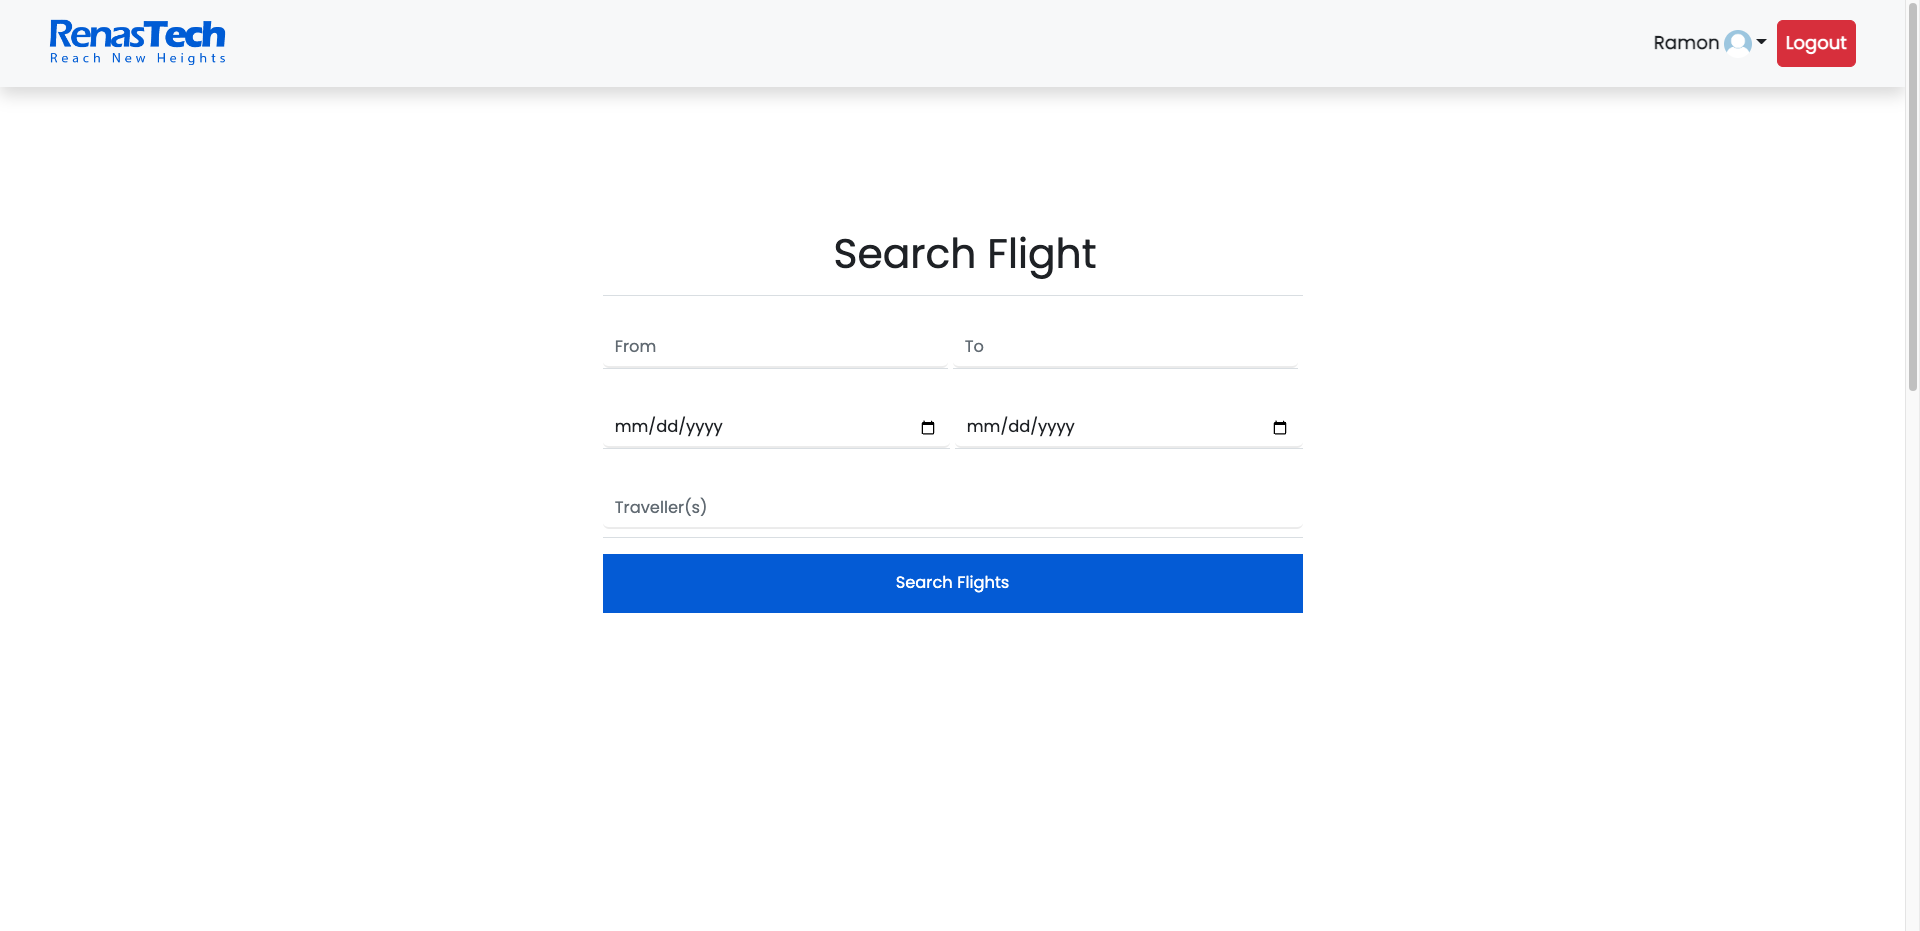 RenasTech
Reach New Heights
Ramon
Logout
Search Flight
From To
mm/dd/yyyy mm/dd/yyyy
Traveller(s)
Search Flights